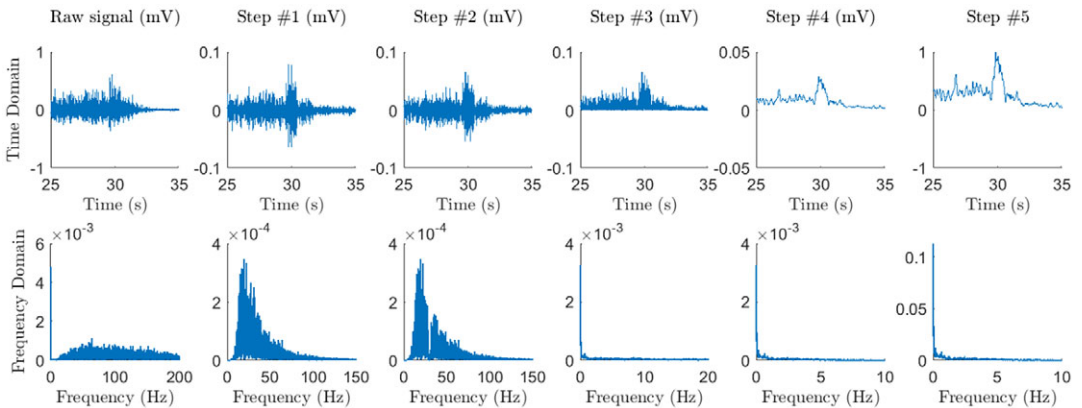 Raw signal (mV) Step #1 (mV) Step #2 (mV) Step #3 (mV) Step #4 (mV) Step #5
Time Domain
1 0.1 0.1 0.1 0.05 1
0 0 0 0 0 0
-1 -0.1 -0.1 -0.1 -0.05 -1
25 30 35 25 30 35 25 30 35 25 30 35 25 30 35 25 30 35
Time (s) Time (s) Time (s) Time (s) Time (s) Time (s)
Frequency Domain
×10⁻³ ×10⁻⁴ ×10⁻⁴ ×10⁻³ ×10⁻³
6 4 4 4 4 0.1
4 2 2 2 2 0.05
2
0 0 0 0 0 0
0 100 200 0 50 100 150 0 50 100 150 0 10 20 0 5 10 0 5 10
Frequency (Hz) Frequency (Hz) Frequency (Hz) Frequency (Hz) Frequency (Hz) Frequency (Hz)